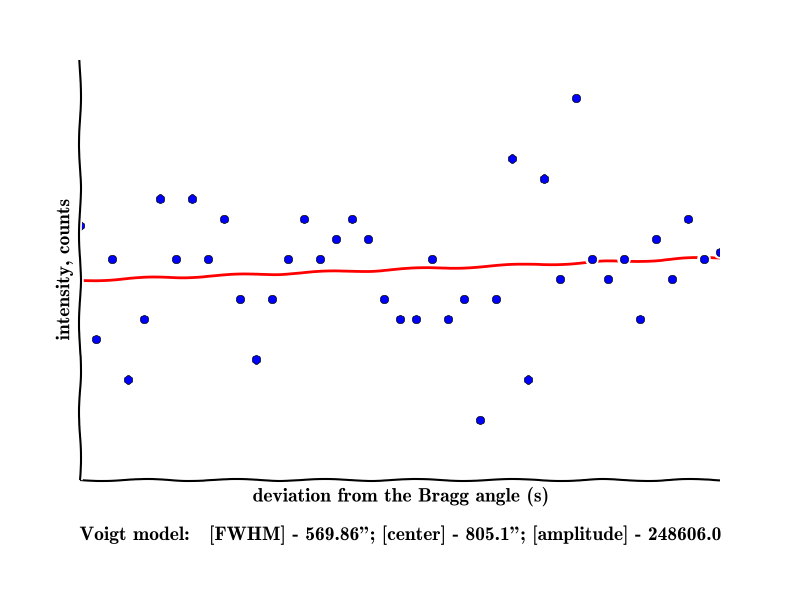 intensity, counts
deviation from the Bragg angle (s)
Voigt model: [FWHM] - 569.86”; [center] - 805.1”; [amplitude] - 248606.0